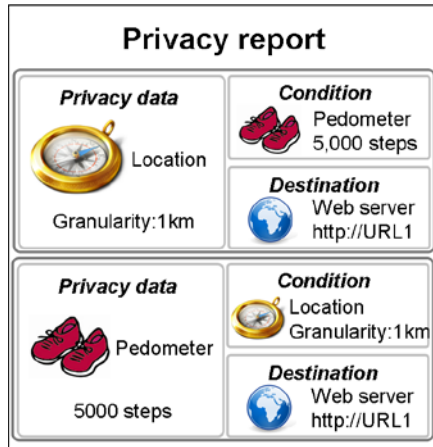 Privacy report
Privacy data
Location
Granularity:1km
Condition
Pedometer
5,000 steps
Destination
Web server
http://URL1
Privacy data
Pedometer
5000 steps
Condition
Location
Granularity:1km
Destination
Web server
http://URL1